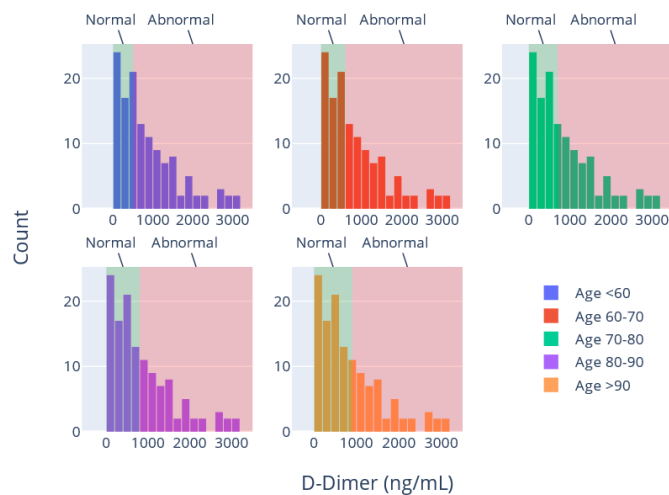 Normal Abnormal Normal Abnormal Normal Abnormal
20 20 20
10 10 10
0 0 0
0 1000 2000 3000 0 1000 2000 3000 0 1000 2000 3000
Count
Normal Abnormal Normal Abnormal
20 20
10 10
0 0
0 1000 2000 3000 0 1000 2000 3000
Age <60
Age 60-70
Age 70-80
Age 80-90
Age >90
D-Dimer (ng/mL)